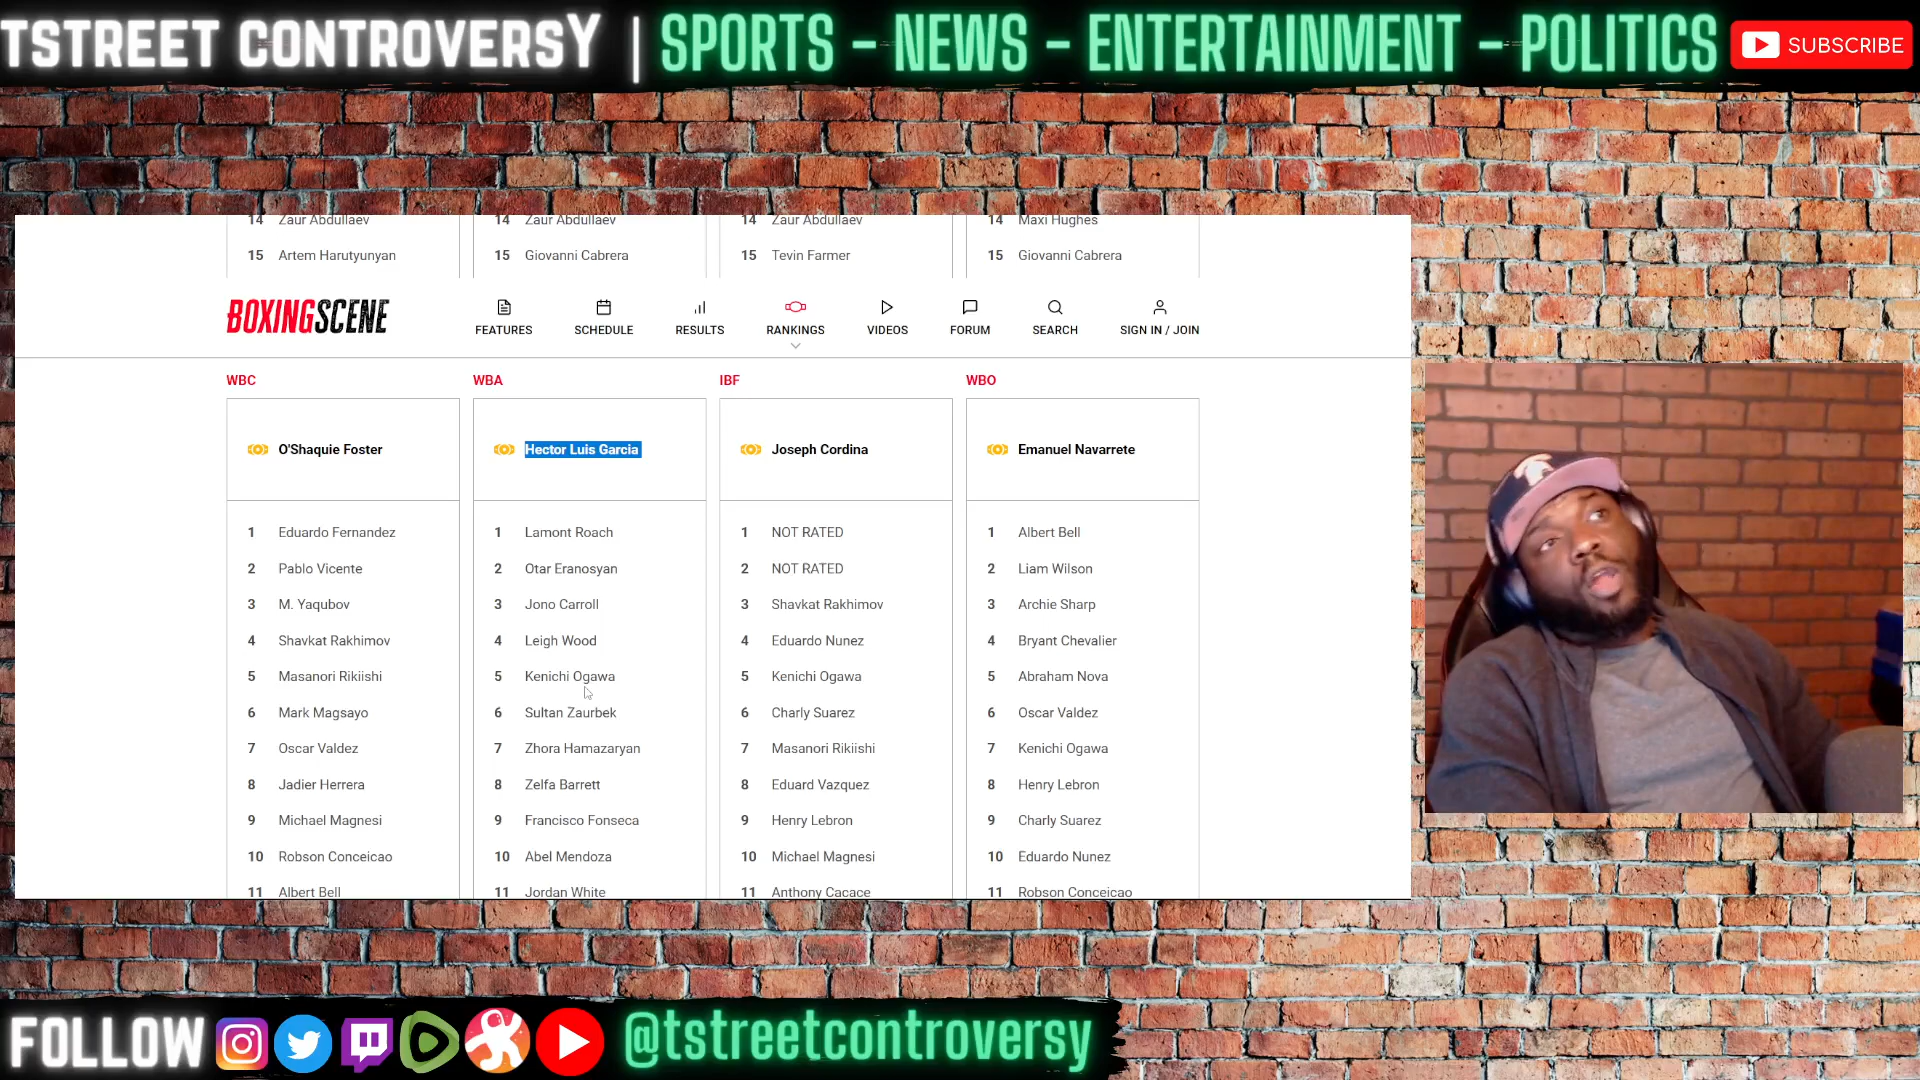 TSTREET CONTROVERSY | SPORTS - NEWS - ENTERTAINMENT - POLITICS SUBSCRIBE
14 Zaur Abdullaev 14 Zaur Abdullaev 14 Zaur Abdullaev 14 Maxi Hughes
15 Artem Harutyunyan 15 Giovanni Cabrera 15 Tevin Farmer 15 Giovanni Cabrera
BOXINGSCENE FEATURES SCHEDULE RESULTS RANKINGS VIDEOS FORUM SEARCH SIGN IN / JOIN
WBC WBA IBF WBO
O'Shaquie Foster Hector Luis Garcia Joseph Cordina Emanuel Navarrete
1 Eduardo Fernandez 1 Lamont Roach 1 NOT RATED 1 Albert Bell
2 Pablo Vicente 2 Otar Eranosyan 2 NOT RATED 2 Liam Wilson
3 M. Yaqubov 3 Jono Carroll 3 Shavkat Rakhimov 3 Archie Sharp
4 Shavkat Rakhimov 4 Leigh Wood 4 Eduardo Nunez 4 Bryant Chevalier
5 Masanori Rikiishi 5 Kenichi Ogawa 5 Kenichi Ogawa 5 Abraham Nova
6 Mark Magsayo 6 Sultan Zaurbek 6 Charly Suarez 6 Oscar Valdez
7 Oscar Valdez 7 Zhora Hamazaryan 7 Masanori Rikiishi 7 Kenichi Ogawa
8 Jadier Herrera 8 Zelfa Barrett 8 Eduard Vazquez 8 Henry Lebron
9 Michael Magnesi 9 Francisco Fonseca 9 Henry Lebron 9 Charly Suarez
10 Robson Conceicao 10 Abel Mendoza 10 Michael Magnesi 10 Eduardo Nunez
11 Albert Bell 11 Jordan White 11 Anthony Cacace 11 Robson Conceicao
FOLLOW @tstreetcontroversy